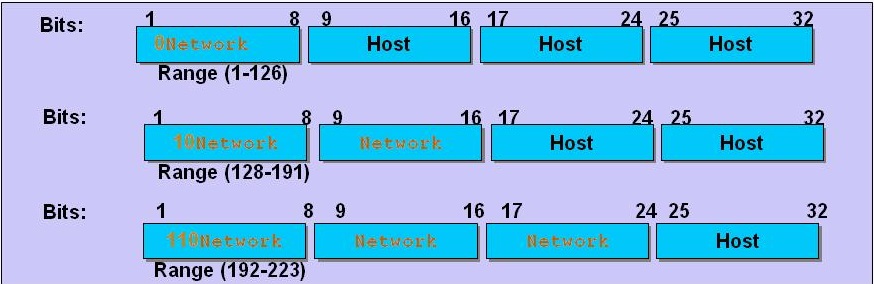 Bits: 1 8 9 16 17 24 25 32
0Network Host Host Host
Range (1-126)
Bits: 1 8 9 16 17 24 25 32
10Network Network Host Host
Range (128-191)
Bits: 1 8 9 16 17 24 25 32
110Network Network Network Host
Range (192-223)